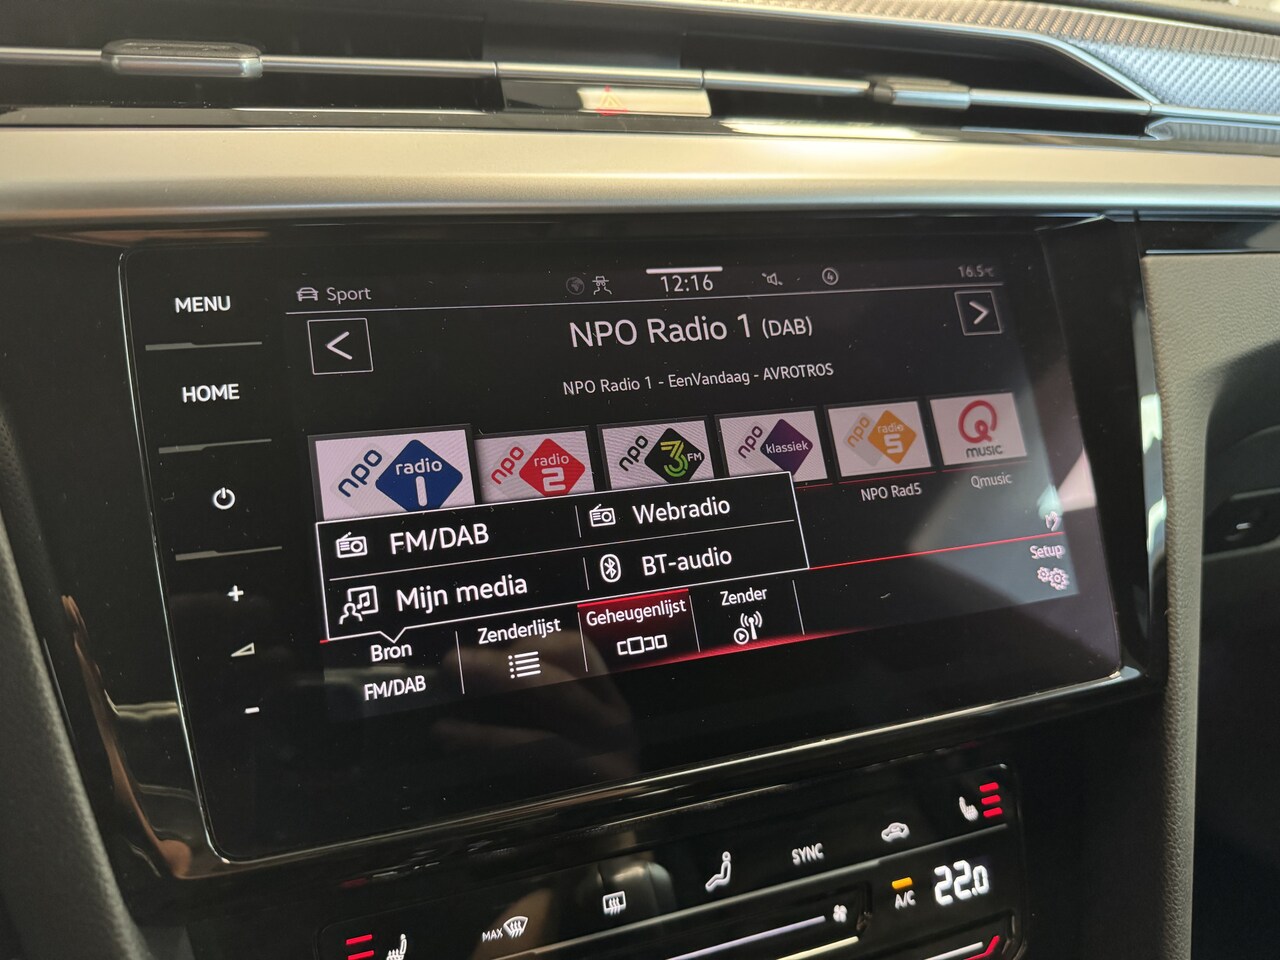 MENU
HOME
+
-
Sport
12:16
4
16.5°C
<
NPO Radio 1 (DAB)
>
NPO Radio 1 - EenVandaag - AVROTROS
npo radio 1
npo radio 2
npo 3FM
npo klassiek
npo radio 5
Q MUSIC
NPO Rad5
Qmusic
FM/DAB
Webradio
Mijn media
BT-audio
Setup
Bron
FM/DAB
Zenderlijst
Geheugenlijst
Zender
MAX
SYNC
A/C
22.0